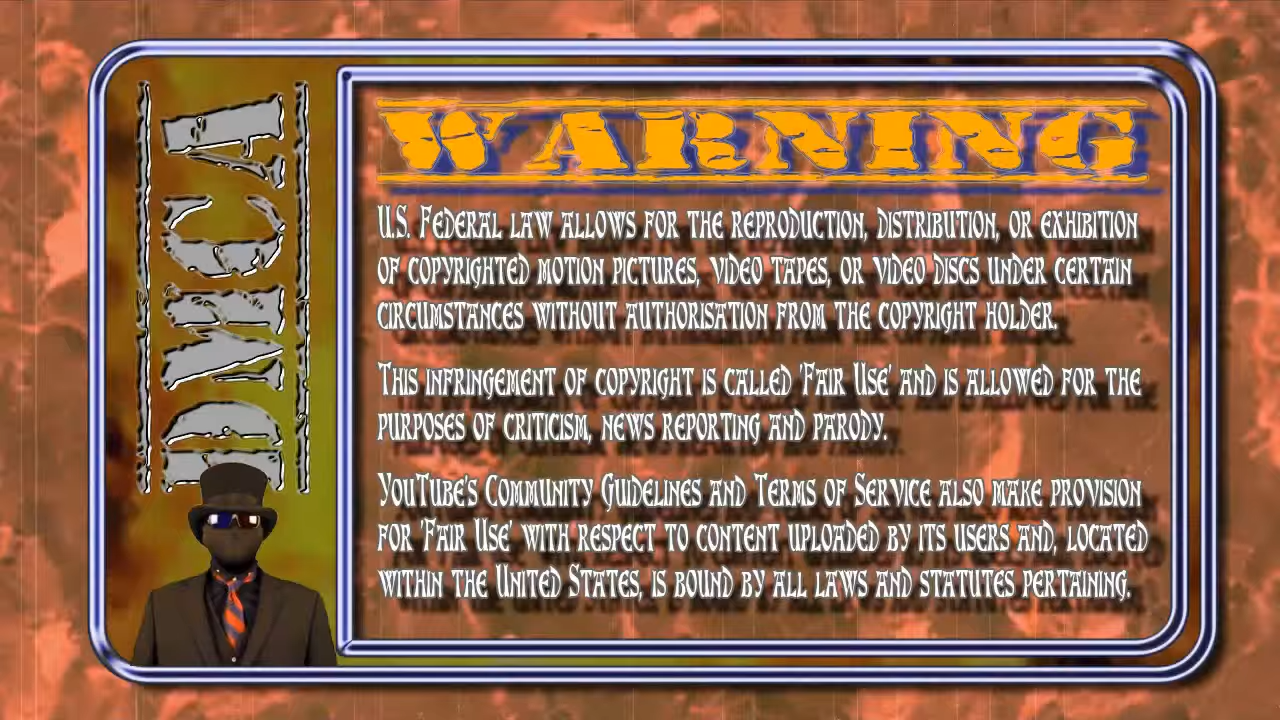 DMCA
WARNING
U.S. Federal law allows for the reproduction, distribution, or exhibition
of copyrighted motion pictures, video tapes, or video discs under certain
circumstances without authorisation from the copyright holder.
This infringement of copyright is called 'Fair Use' and is allowed for the
purposes of criticism, news reporting and parody.
YouTube's Community Guidelines and Terms of Service also make provision
for 'Fair Use' with respect to content uploaded by its users and, located
within the United States, is bound by all laws and statutes pertaining.